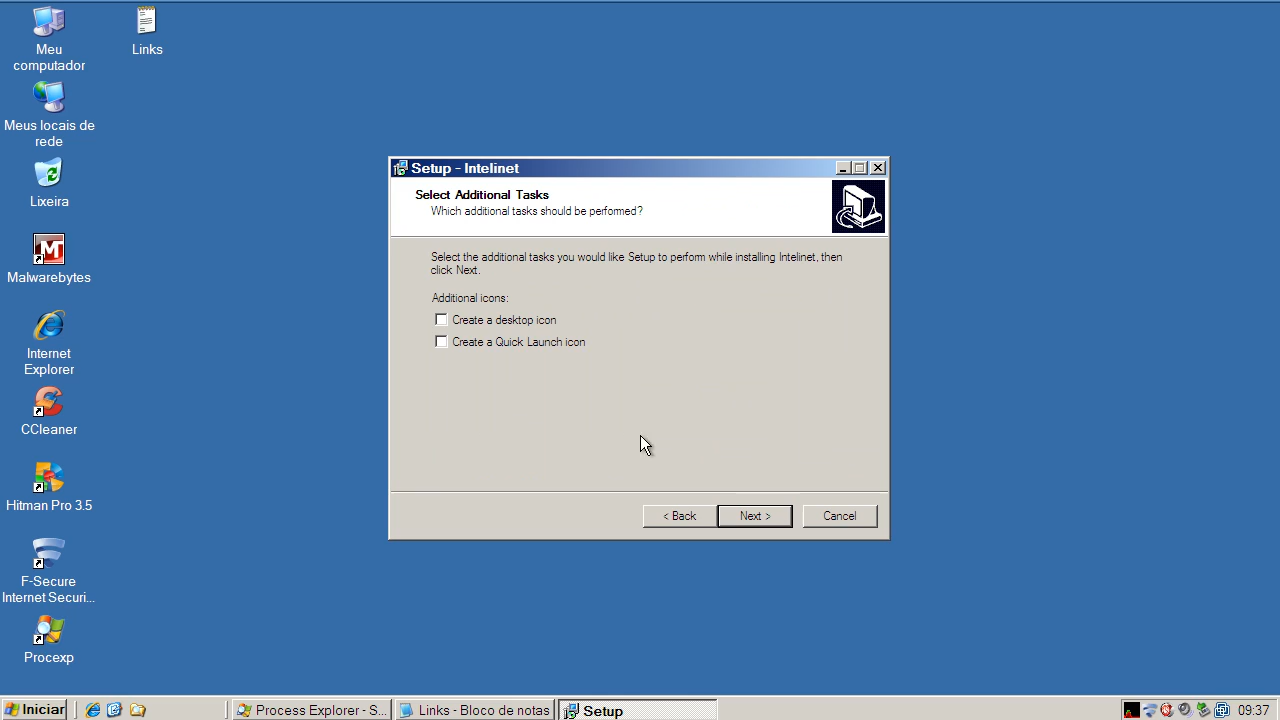 Meu
computador
Links
Meus locais de
rede
Lixeira
Malwarebytes
Internet
Explorer
CCleaner
Hitman Pro 3.5
F-Secure
Internet Securi...
Procexp
Setup - Intelinet
Select Additional Tasks
Which additional tasks should be performed?
Select the additional tasks you would like Setup to perform while installing Intelinet, then
click Next.
Additional icons:
Create a desktop icon
Create a Quick Launch icon
< Back
Next >
Cancel
Iniciar
Process Explorer - S...
Links - Bloco de notas
Setup
09:37